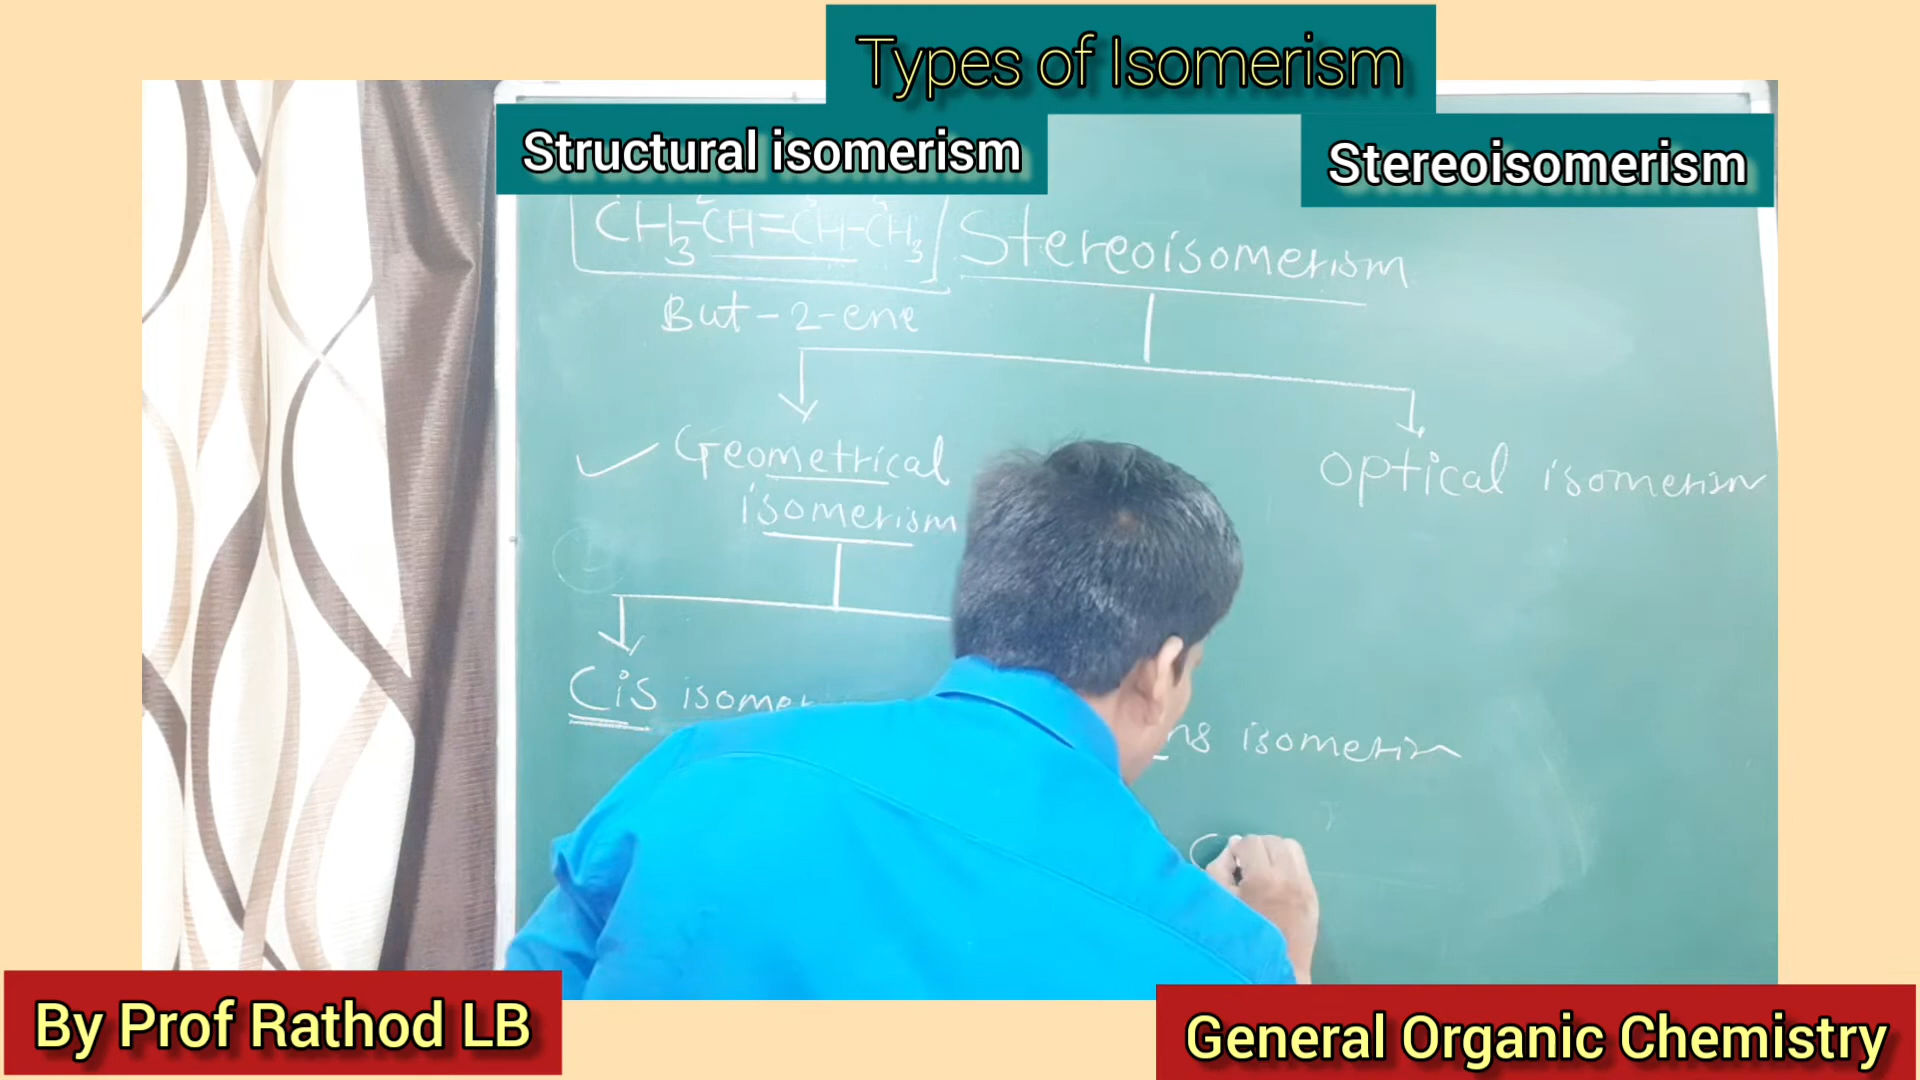 Types of Isomerism
Structural isomerism
Stereoisomerism
CH3-CH=CH-CH3
Stereoisomerism
But-2-ene
Geometrical
isomerism
optical isomerism
Cis
By Prof Rathod LB
General Organic Chemistry